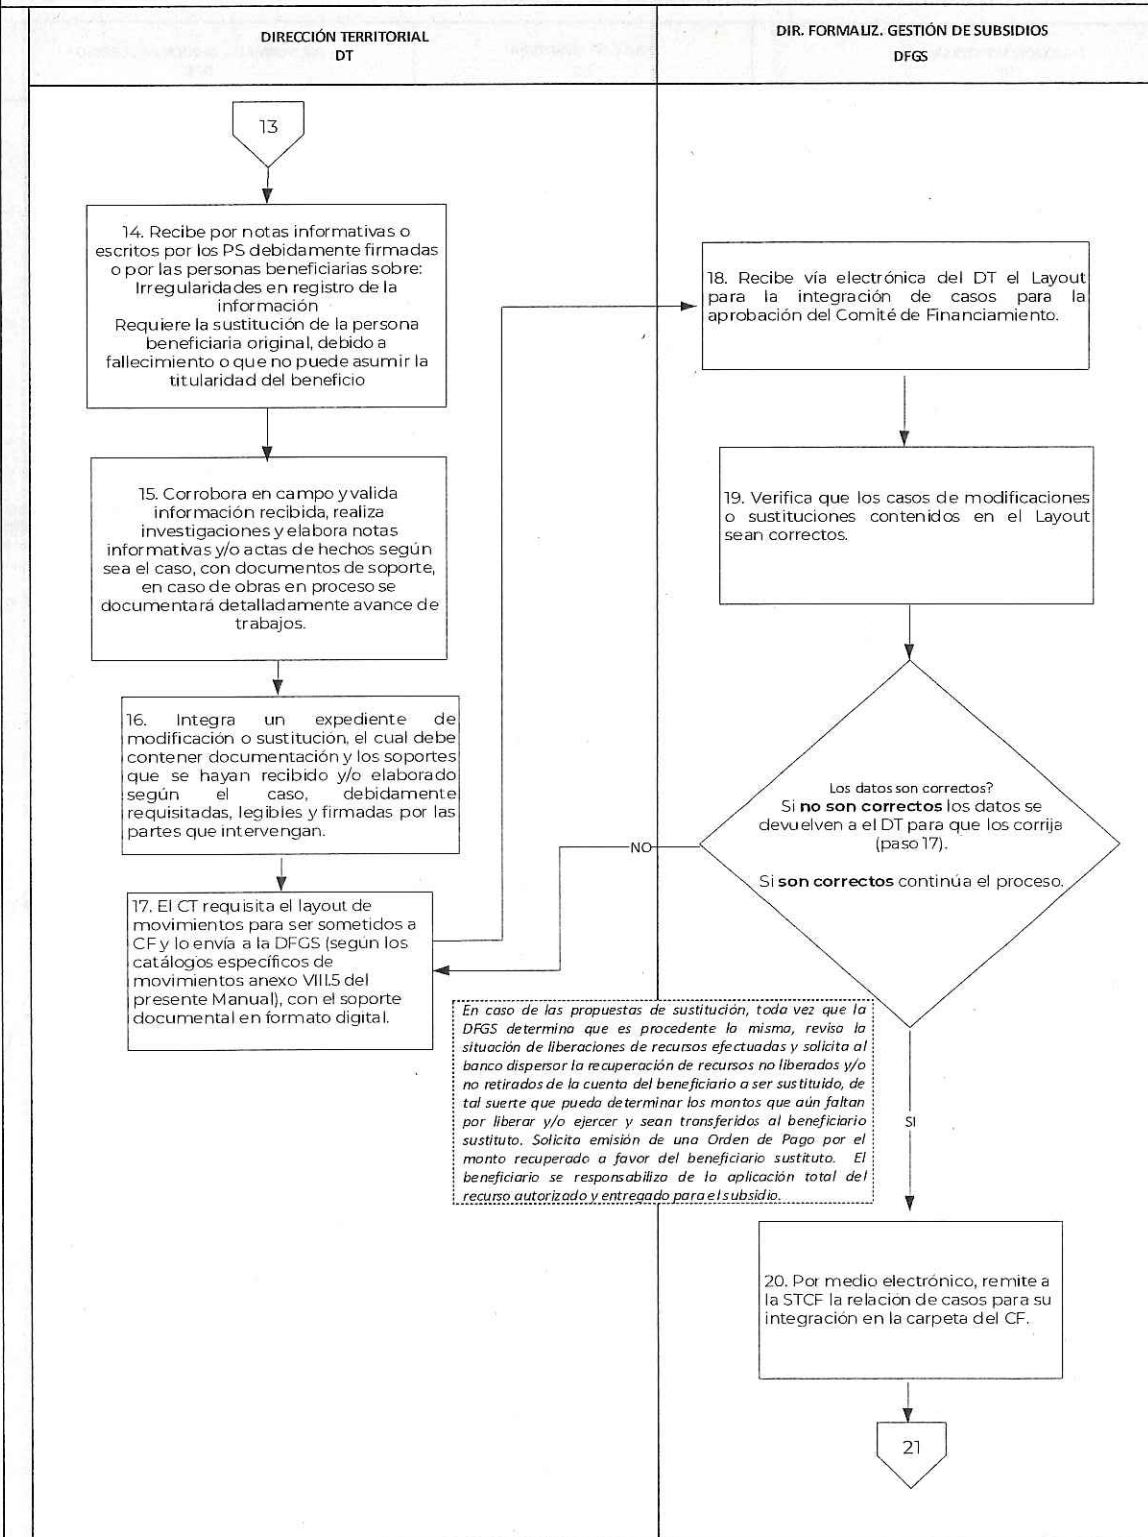 DIRECCIÓN TERRITORIAL
DT
DIR. FORMALIZ. GESTIÓN DE SUBSIDIOS
DFGS
13
14. Recibe por notas informativas o
escritos por los PS debidamente firmadas
o por las personas beneficiarias sobre:
Irregularidades en registro de la
información
Requiere la sustitución de la persona
beneficiaria original, debido a
fallecimiento o que no puede asumir la
titularidad del beneficio
15. Corrobora en campo y valida
información recibida, realiza
investigaciones y elabora notas
informativas y/o actas de hechos según
sea el caso, con documentos de soporte,
en caso de obras en proceso se
documentará detalladamente avance de
trabajos.
16. Integra un expediente de
modificación o sustitución, el cual debe
contener documentación y los soportes
que se hayan recibido y/o elaborado
según el caso, debidamente
requisitadas, legibles y firmadas por las
partes que intervengan.
17. El CT requisita el layout de
movimientos para ser sometidos a
CF y lo envía a la DFGS (según los
catálogos específicos de
movimientos anexo VIII.5 del
presente Manual), con el soporte
documental en formato digital.
18. Recibe vía electrónica del DT el Layout
para la integración de casos para la
aprobación del Comité de Financiamiento.
19. Verifica que los casos de modificaciones
o sustituciones contenidos en el Layout
sean correctos.
Los datos son correctos?
Si no son correctos los datos se
devuelven a el DT para que los corrija
(paso 17).
Si son correctos continúa el proceso.
NO
En caso de las propuestas de sustitución, toda vez que la
DFGS determina que es procedente la misma, revisa la
situación de liberaciones de recursos efectuadas y solicita al
banco dispersor la recuperación de recursos no liberados y/o
no retirados de la cuenta del beneficiario a ser sustituido, de
tal suerte que pueda determinar los montos que aún faltan
por liberar y/o ejercer y sean transferidos al beneficiario
sustituto. Solicita emisión de una Orden de Pago por el
monto recuperado a favor del beneficiario sustituto. El
beneficiario se responsabiliza de la aplicación total del
recurso autorizado y entregado para el subsidio.
SI
20. Por medio electrónico, remite a
la STCF la relación de casos para su
integración en la carpeta del CF.
21